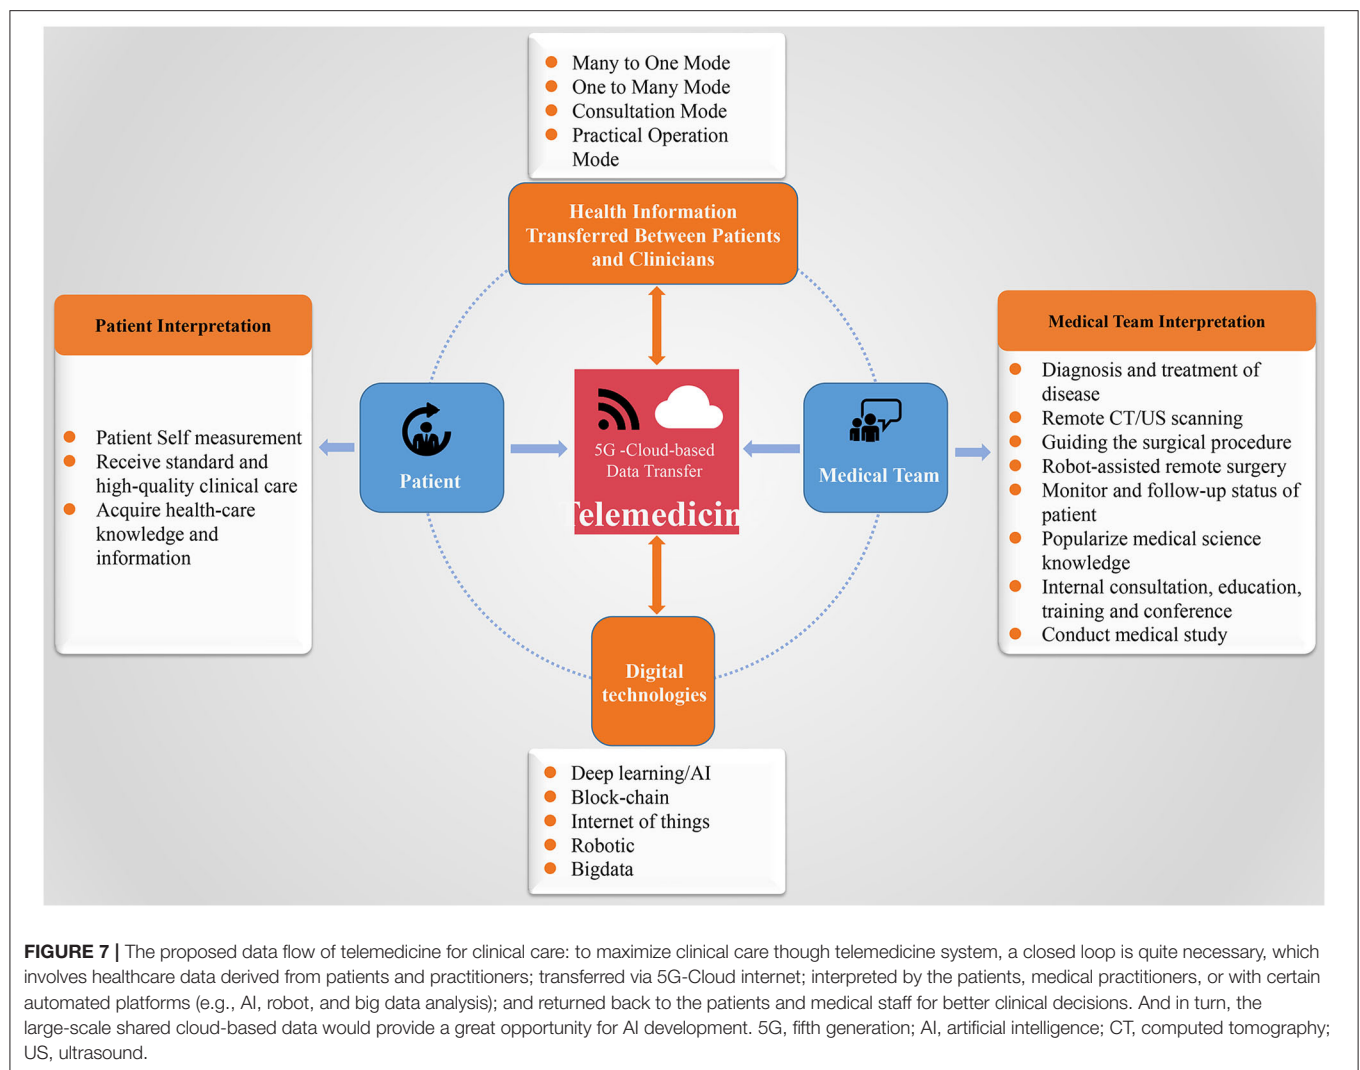 Many to One Mode
One to Many Mode
Consultation Mode
Practical Operation
Mode
Health Information
Transferred Between Patients
and Clinicians
Patient Interpretation
Patient Self measurement
Receive standard and
high-quality clinical care
Acquire health-care
knowledge and
information
Patient
5G -Cloud-based
Data Transfer
Telemedicin
Medical Team
Medical Team Interpretation
Diagnosis and treatment of
disease
Remote CT/US scanning
Guiding the surgical procedure
Robot-assisted remote surgery
Monitor and follow-up status of
patient
Popularize medical science
knowledge
Internal consultation, education,
training and conference
Conduct medical study
Digital
technologies
Deep learning/AI
Block-chain
Internet of things
Robotic
Bigdata
FIGURE 7 | The proposed data flow of telemedicine for clinical care: to maximize clinical care though telemedicine system, a closed loop is quite necessary, which
involves healthcare data derived from patients and practitioners; transferred via 5G-Cloud internet; interpreted by the patients, medical practitioners, or with certain
automated platforms (e.g., AI, robot, and big data analysis); and returned back to the patients and medical staff for better clinical decisions. And in turn, the
large-scale shared cloud-based data would provide a great opportunity for AI development. 5G, fifth generation; AI, artificial intelligence; CT, computed tomography;
US, ultrasound.